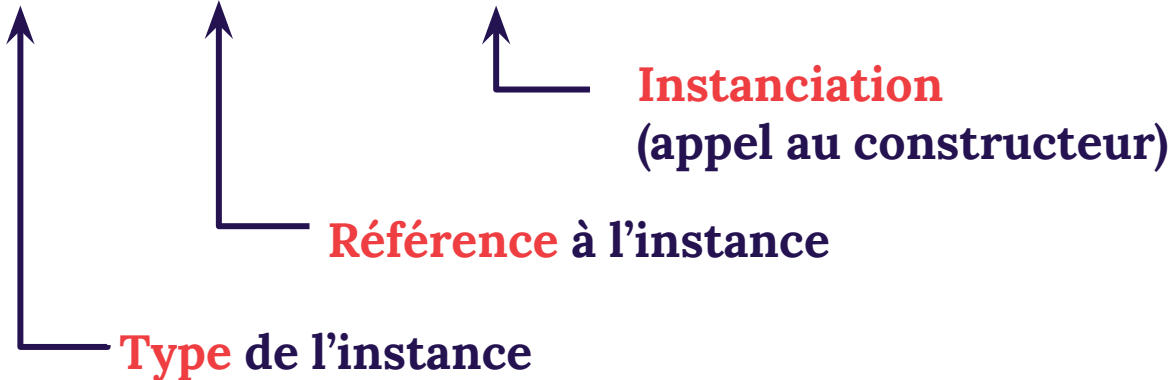 Instanciation
(appel au constructeur)
Référence à l’instance
Type de l’instance